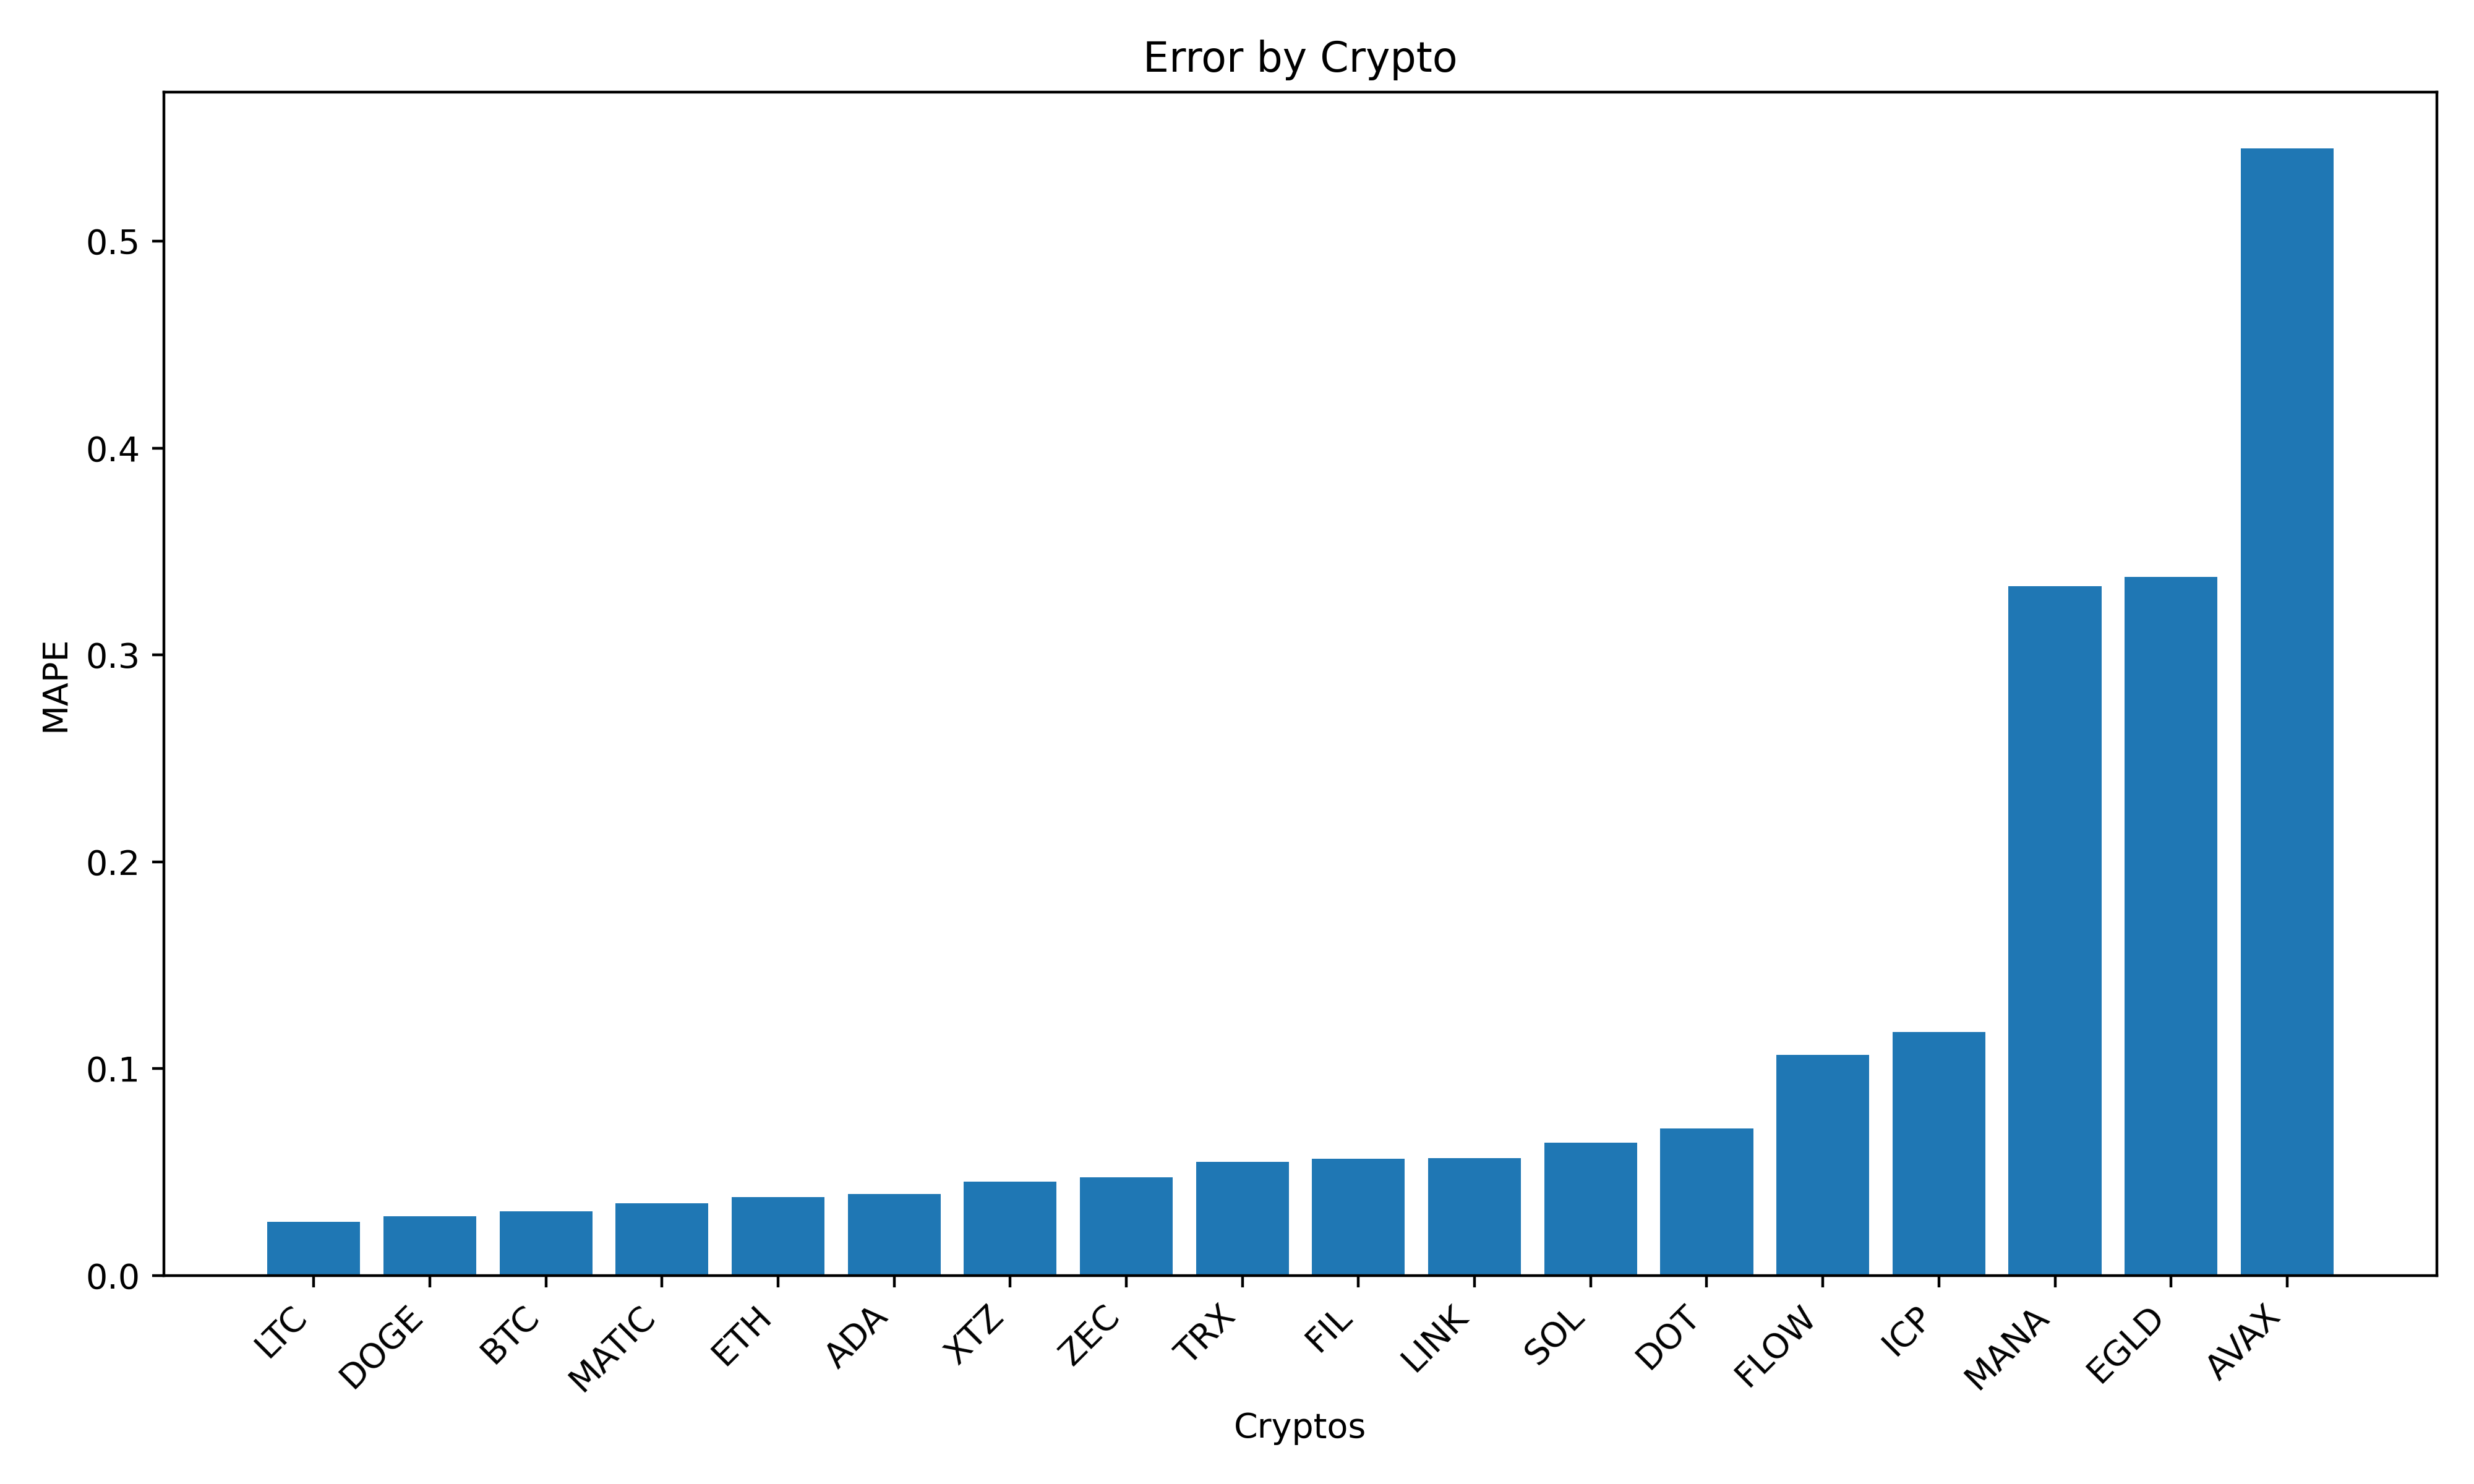 Error by Crypto
MAPE
0.5
0.4
0.3
0.2
0.1
0.0
LTC
DOGE
BTC
MATIC
ETH
ADA
XTZ
ZEC
TRX
FIL
LINK
SOL
DOT
FLOW
ICP
MANA
EGLD
AVAX
Cryptos